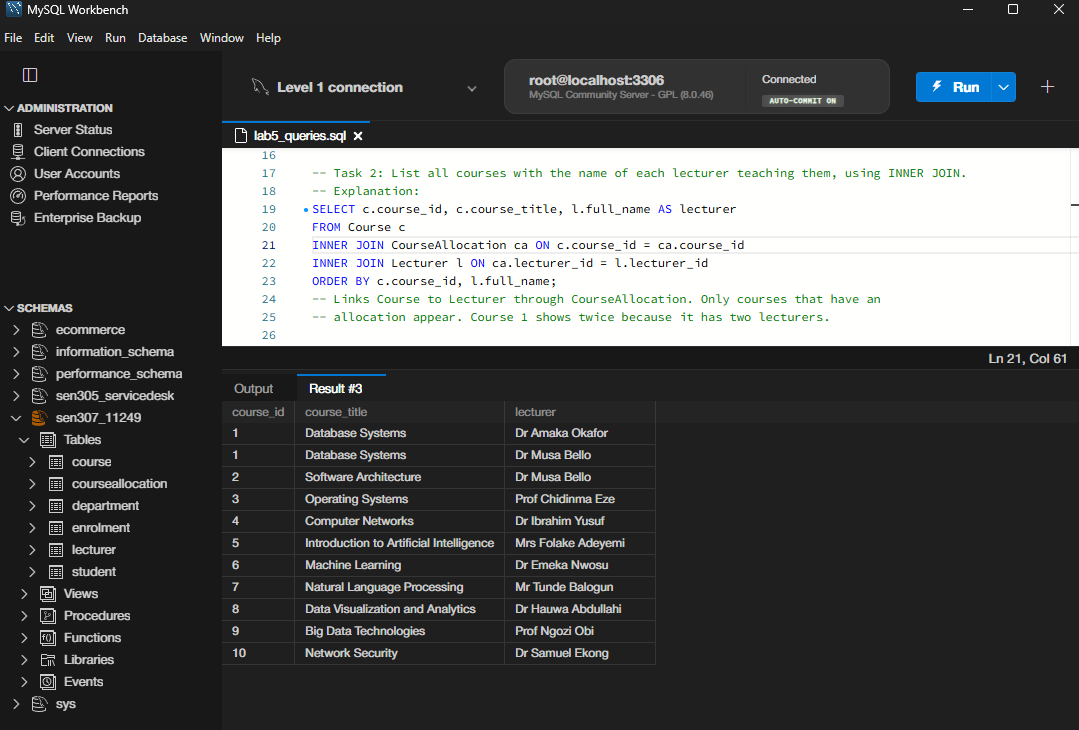 MySQL Workbench
File Edit View Run Database Window Help
Level 1 connection
root@localhost:3306
MySQL Community Server - GPL (8.0.46)
Connected
AUTO-COMMIT ON
Run
ADMINISTRATION
Server Status
Client Connections
User Accounts
Performance Reports
Enterprise Backup
SCHEMAS
ecommerce
information_schema
performance_schema
sen305_servicedesk
sen307_11249
Tables
course
courseallocation
department
enrolment
lecturer
student
Views
Procedures
Functions
Libraries
Events
sys
lab5_queries.sql
16
17 -- Task 2: List all courses with the name of each lecturer teaching them, using INNER JOIN.
18 -- Explanation:
19 SELECT c.course_id, c.course_title, l.full_name AS lecturer
20 FROM Course c
21 INNER JOIN CourseAllocation ca ON c.course_id = ca.course_id
22 INNER JOIN Lecturer l ON ca.lecturer_id = l.lecturer_id
23 ORDER BY c.course_id, l.full_name;
24 -- Links Course to Lecturer through CourseAllocation. Only courses that have an
25 -- allocation appear. Course 1 shows twice because it has two lecturers.
26
Ln 21, Col 61
Output Result #3
course_id course_title lecturer
1 Database Systems Dr Amaka Okafor
1 Database Systems Dr Musa Bello
2 Software Architecture Dr Musa Bello
3 Operating Systems Prof Chidinma Eze
4 Computer Networks Dr Ibrahim Yusuf
5 Introduction to Artificial Intelligence Mrs Folake Adeyemi
6 Machine Learning Dr Emeka Nwosu
7 Natural Language Processing Mr Tunde Balogun
8 Data Visualization and Analytics Dr Hauwa Abdullahi
9 Big Data Technologies Prof Ngozi Obi
10 Network Security Dr Samuel Ekong